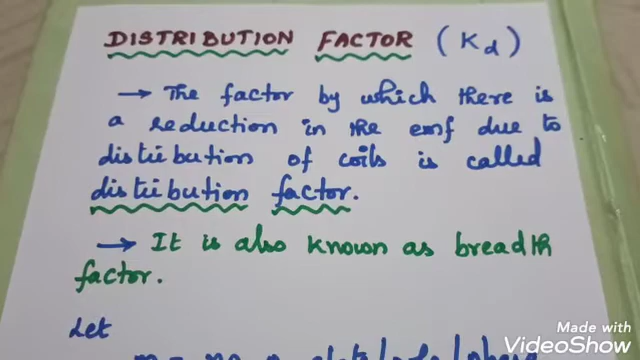 DISTRIBUTION FACTOR (Kd)
→ The factor by which there is
a reduction in the emf due to
distribution of coils is called
distribution factor.
→ It is also known as breadth
factor.
Let
Made with
VideoShow